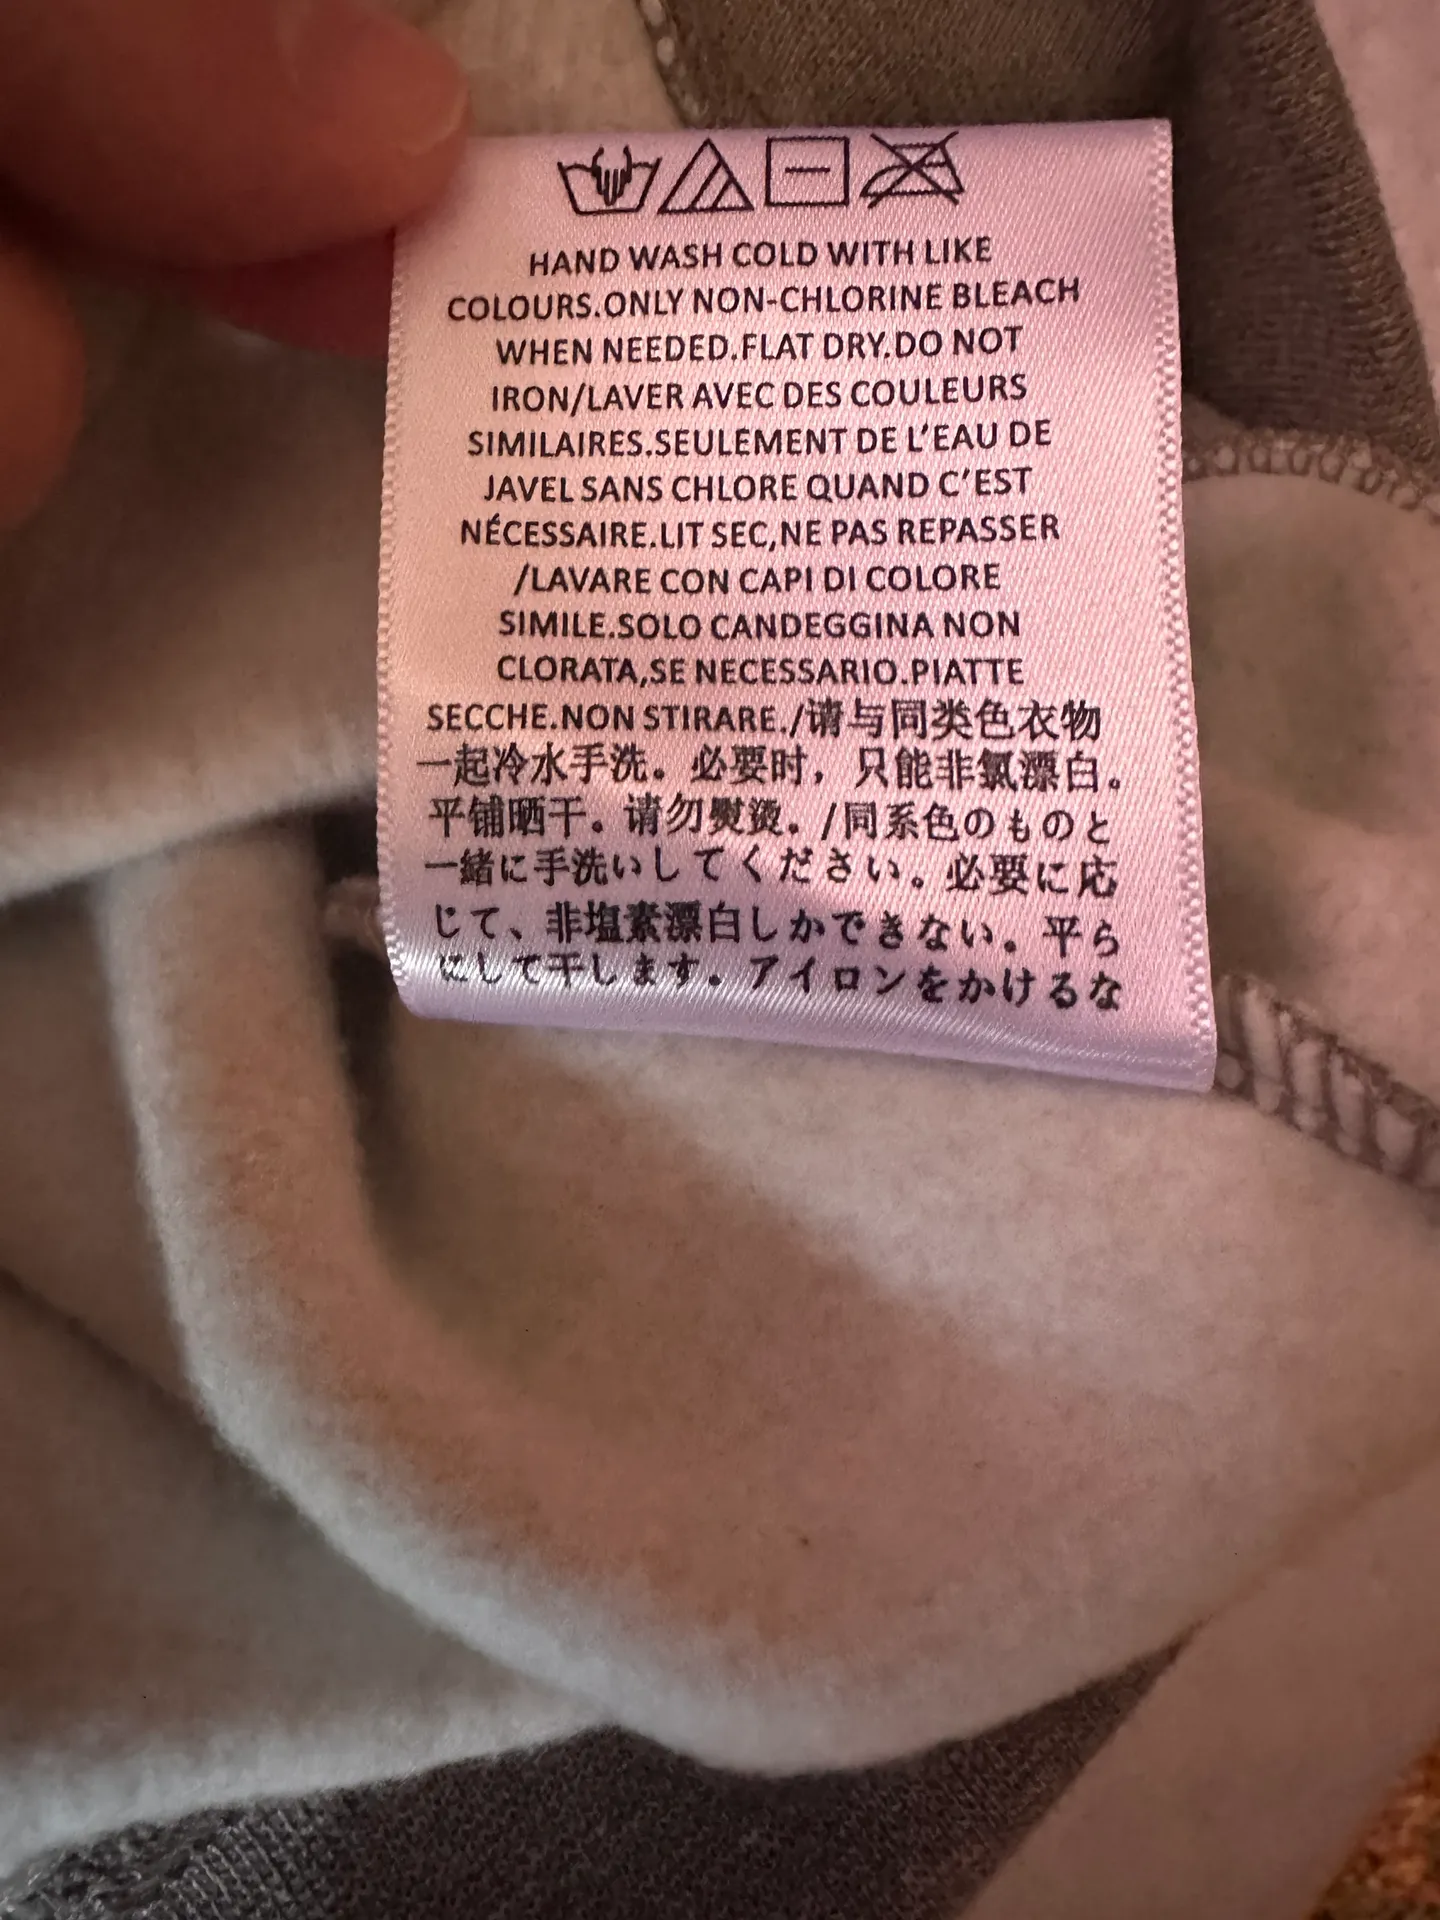 HAND WASH COLD WITH LIKE
COLOURS.ONLY NON-CHLORINE BLEACH
WHEN NEEDED.FLAT DRY.DO NOT
IRON/LAVER AVEC DES COULEURS
SIMILAIRES.SEULEMENT DE L'EAU DE
JAVEL SANS CHLORE QUAND C'EST
NÉCESSAIRE.LIT SEC,NE PAS REPASSER
/LAVARE CON CAPI DI COLORE
SIMILE.SOLO CANDEGGINA NON
CLORATA,SE NECESSARIO.PIATTE
SECCHE.NON STIRARE./请与同类色衣物
一起冷水手洗。必要时，只能非氯漂白。
平铺晒干。请勿熨烫。/同系色のものと
一緒に手洗いしてください。必要に応
じて、非塩素漂白しかできない。平ら
にして干します。アイロンをかけるな